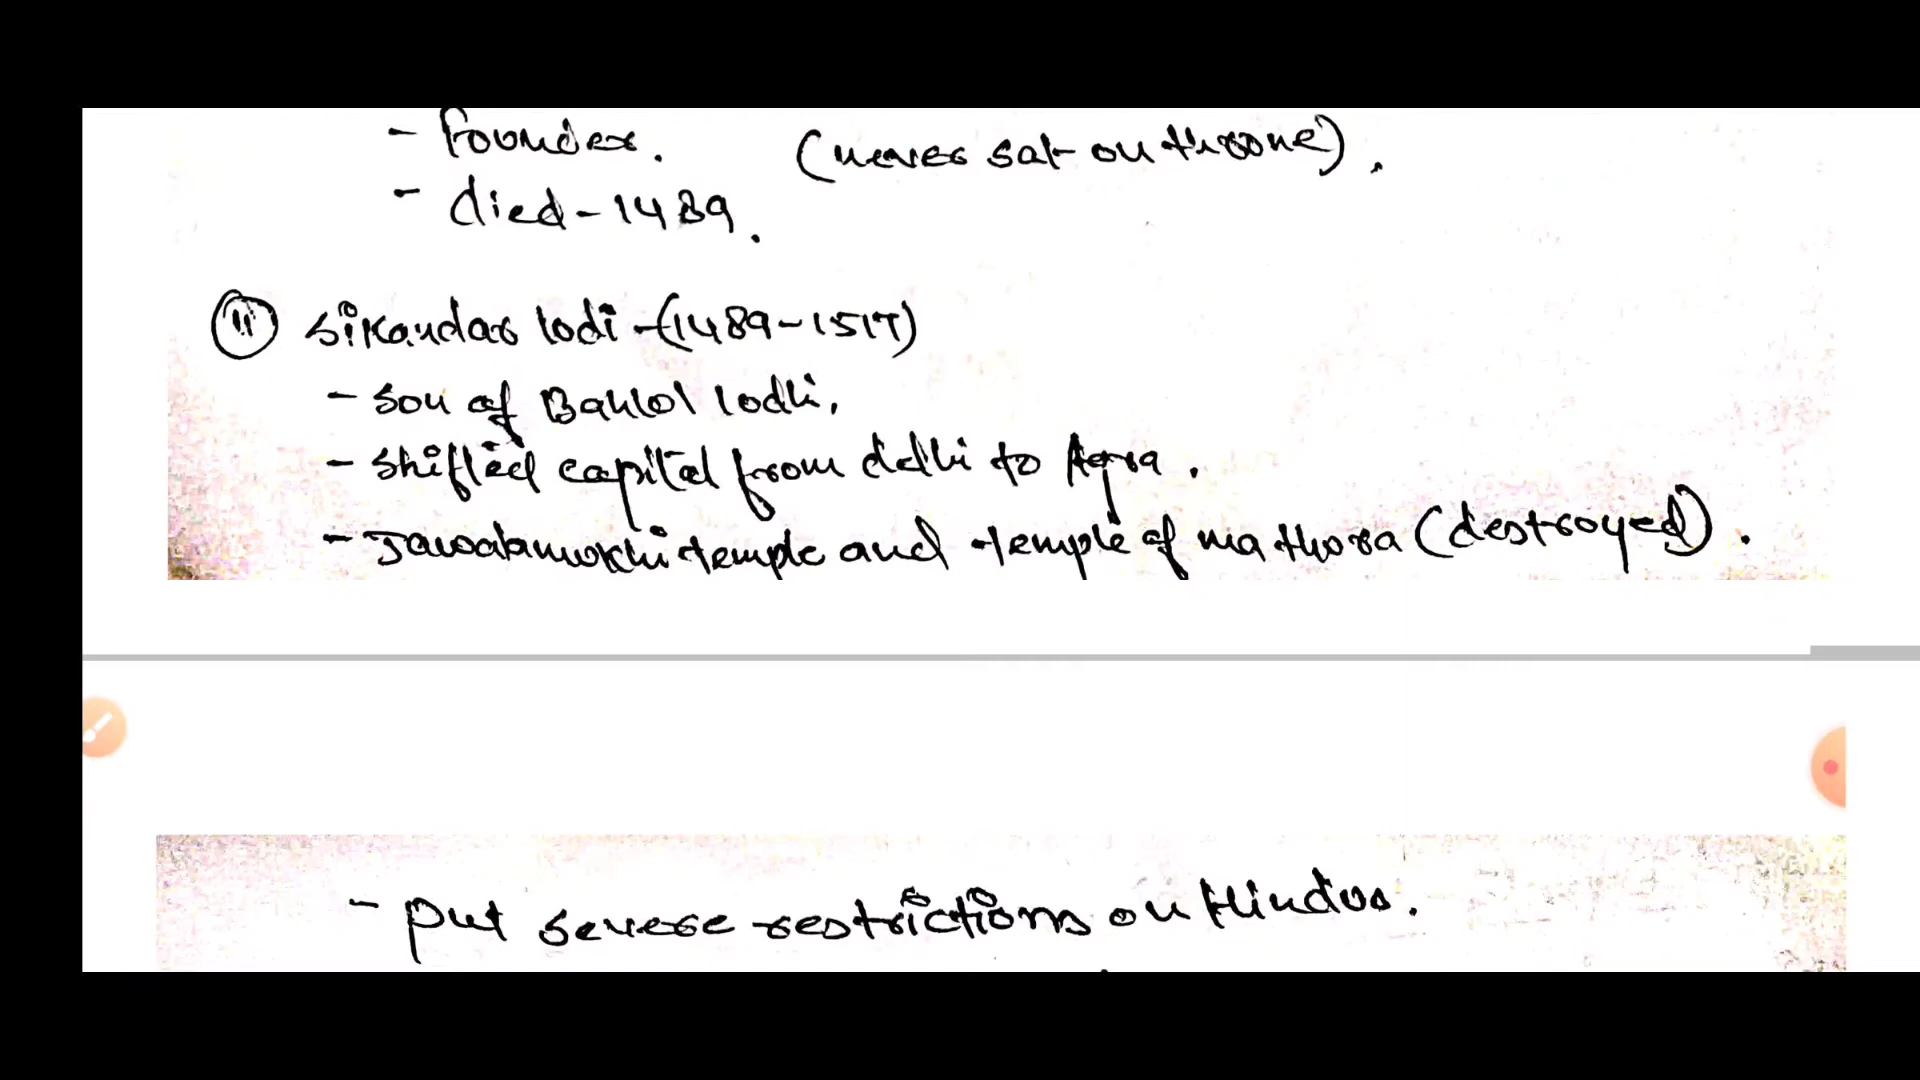 - Founder. (never sat on throne).
- died - 1489.
(ii) Sikandar lodi - (1489-1517)
- Son of Bahlol lodhi.
- Shifted capital from delhi to Agra.
- Jawalamukhi temple and temple of mathura (destroyed).
- put severe restrictions on Hindus.